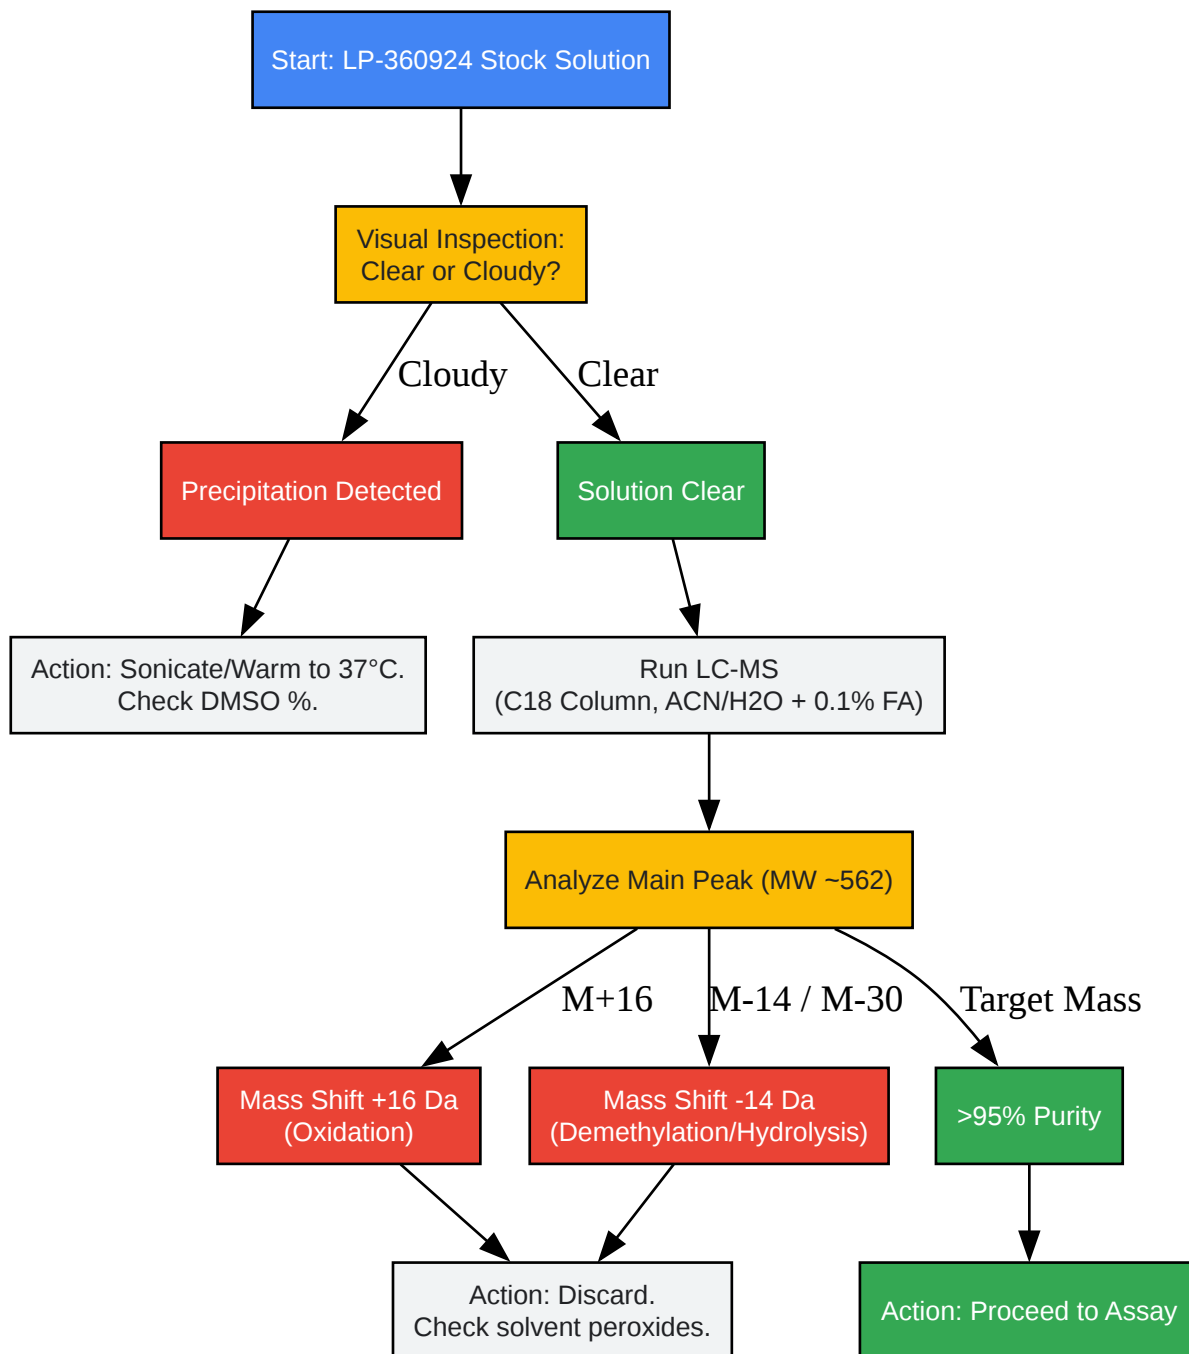 Start: LP-360924 Stock Solution
Visual Inspection:
Clear or Cloudy?
Cloudy
Clear
Precipitation Detected
Solution Clear
Action: Sonicate/Warm to 37°C.
Check DMSO %.
Run LC-MS
(C18 Column, ACN/H2O + 0.1% FA)
Analyze Main Peak (MW ~562)
M+16
M-14 / M-30
Target Mass
Mass Shift +16 Da
(Oxidation)
Mass Shift -14 Da
(Demethylation/Hydrolysis)
>95% Purity
Action: Discard.
Check solvent peroxides.
Action: Proceed to Assay